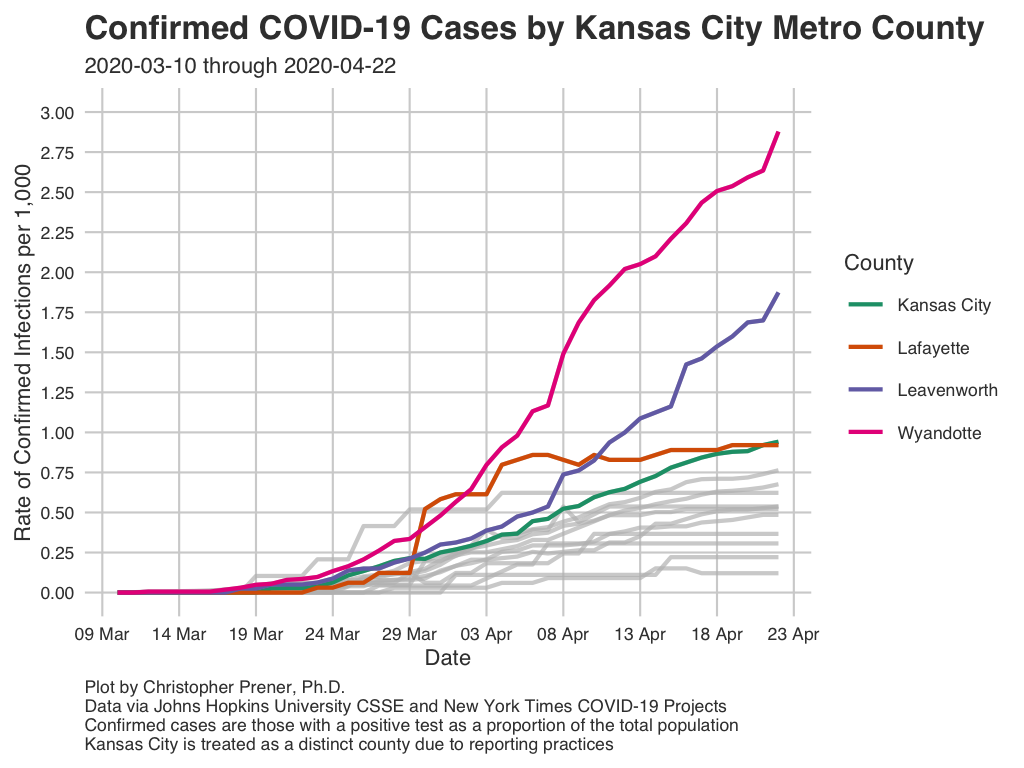 Confirmed COVID-19 Cases by Kansas City Metro County
2020-03-10 through 2020-04-22
Rate of Confirmed Infections per 1,000
3.00
2.75
2.50
2.25
2.00
1.75
1.50
1.25
1.00
0.75
0.50
0.25
0.00
09 Mar 14 Mar 19 Mar 24 Mar 29 Mar 03 Apr 08 Apr 13 Apr 18 Apr 23 Apr
Date
County
Kansas City
Lafayette
Leavenworth
Wyandotte
Plot by Christopher Prener, Ph.D.
Data via Johns Hopkins University CSSE and New York Times COVID-19 Projects
Confirmed cases are those with a positive test as a proportion of the total population
Kansas City is treated as a distinct county due to reporting practices